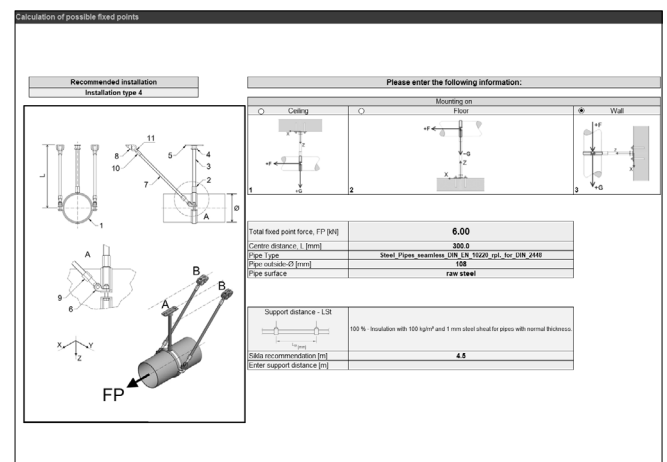 Calculation of possible fixed points
Recommended installation
Installation type 4
Please enter the following information:
Mounting on
Ceiling
Floor
Wall
+F
+G
X
Z
1
+F
+G
Z
X
2
+F
+G
X
3
L
1
11
8
10
7
5
4
3
2
A
Ø
A
9
6
B
B
A
X
Y
Z
FP
Total fixed point force, FP [kN]
6.00
Centre distance, L [mm]
300.0
Pipe Type
Steel_Pipes_seamless_DIN_EN_10220_rpl._for_DIN_2448
Pipe outside-Ø [mm]
108
Pipe surface
raw steel
Support distance - LSt
100 % - Insulation with 100 kg/m³ and 1 mm steel sheat for pipes with normal thickness.
Sikla recommendation [m]
4.5
Enter support distance [m]